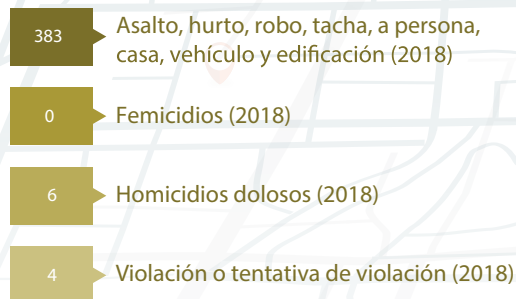 383
Asalto, hurto, robo, tacha, a persona,
casa, vehículo y edificación (2018)
0
Femicidios (2018)
6
Homicidios dolosos (2018)
4
Violación o tentativa de violación (2018)